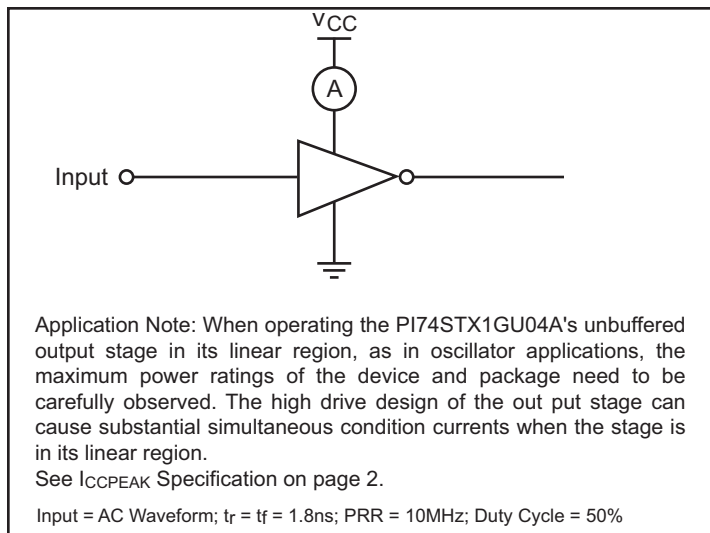 VCC
A
Input
Application Note: When operating the PI74STX1GU04A's unbuffered
output stage in its linear region, as in oscillator applications, the
maximum power ratings of the device and package need to be
carefully observed. The high drive design of the out put stage can
cause substantial simultaneous condition currents when the stage is
in its linear region.
See ICCPEAK Specification on page 2.
Input = AC Waveform; tr = tf = 1.8ns; PRR = 10MHz; Duty Cycle = 50%